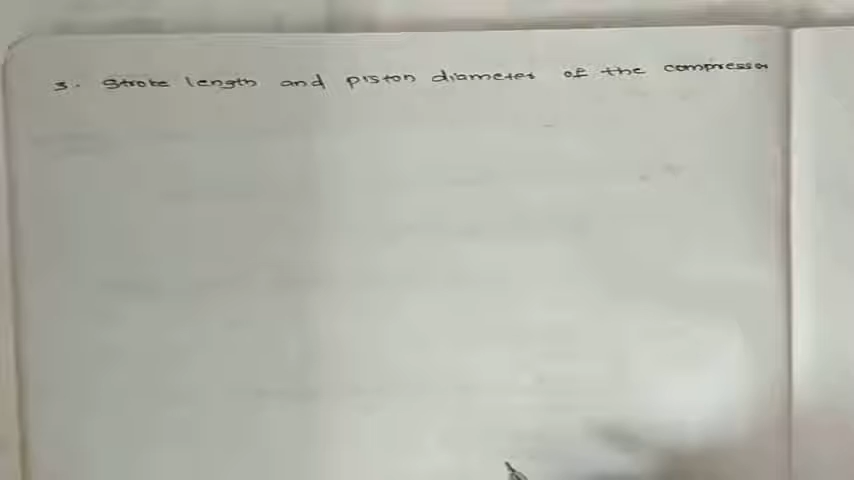 3. Stroke length and piston diameter of the compressor